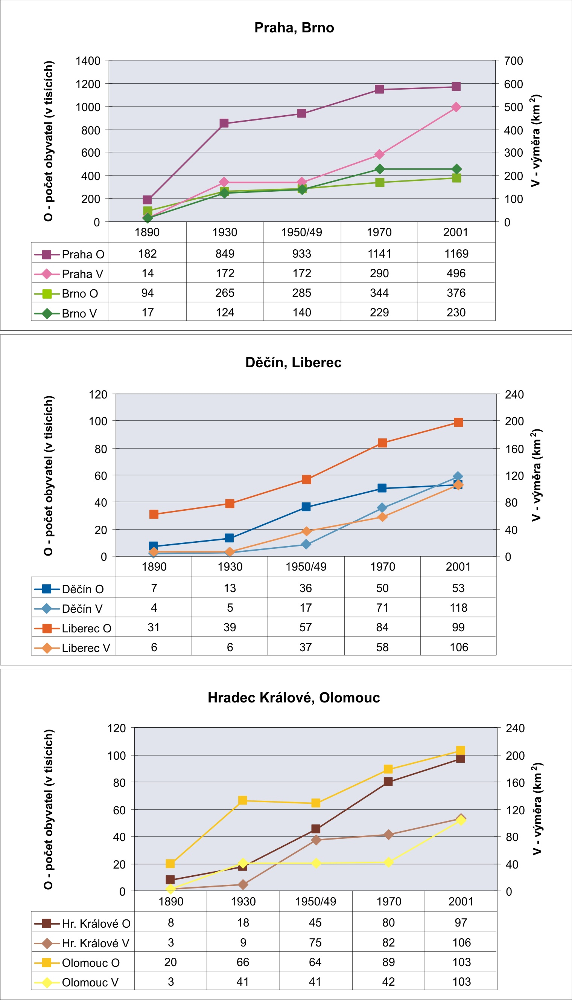 Praha, Brno
O - počet obyvatel (v tisících)
1400
1200
1000
800
600
400
200
0
700
600
500
400
300
200
100
0
V - výměra (km²)
1890 1930 1950/49 1970 2001
Praha O 182 849 933 1141 1169
Praha V 14 172 172 290 496
Brno O 94 265 285 344 376
Brno V 17 124 140 229 230
Děčín, Liberec
O - počet obyvatel (v tisících)
120
100
80
60
40
20
0
240
200
160
120
80
40
0
V - výměra (km²)
1890 1930 1950/49 1970 2001
Děčín O 7 13 36 50 53
Děčín V 4 5 17 71 118
Liberec O 31 39 57 84 99
Liberec V 6 6 37 58 106
Hradec Králové, Olomouc
O - počet obyvatel (v tisících)
120
100
80
60
40
20
0
240
200
160
120
80
40
0
V - výměra (km²)
1890 1930 1950/49 1970 2001
Hr. Králové O 8 18 45 80 97
Hr. Králové V 3 9 75 82 106
Olomouc O 20 66 64 89 103
Olomouc V 3 41 41 42 103